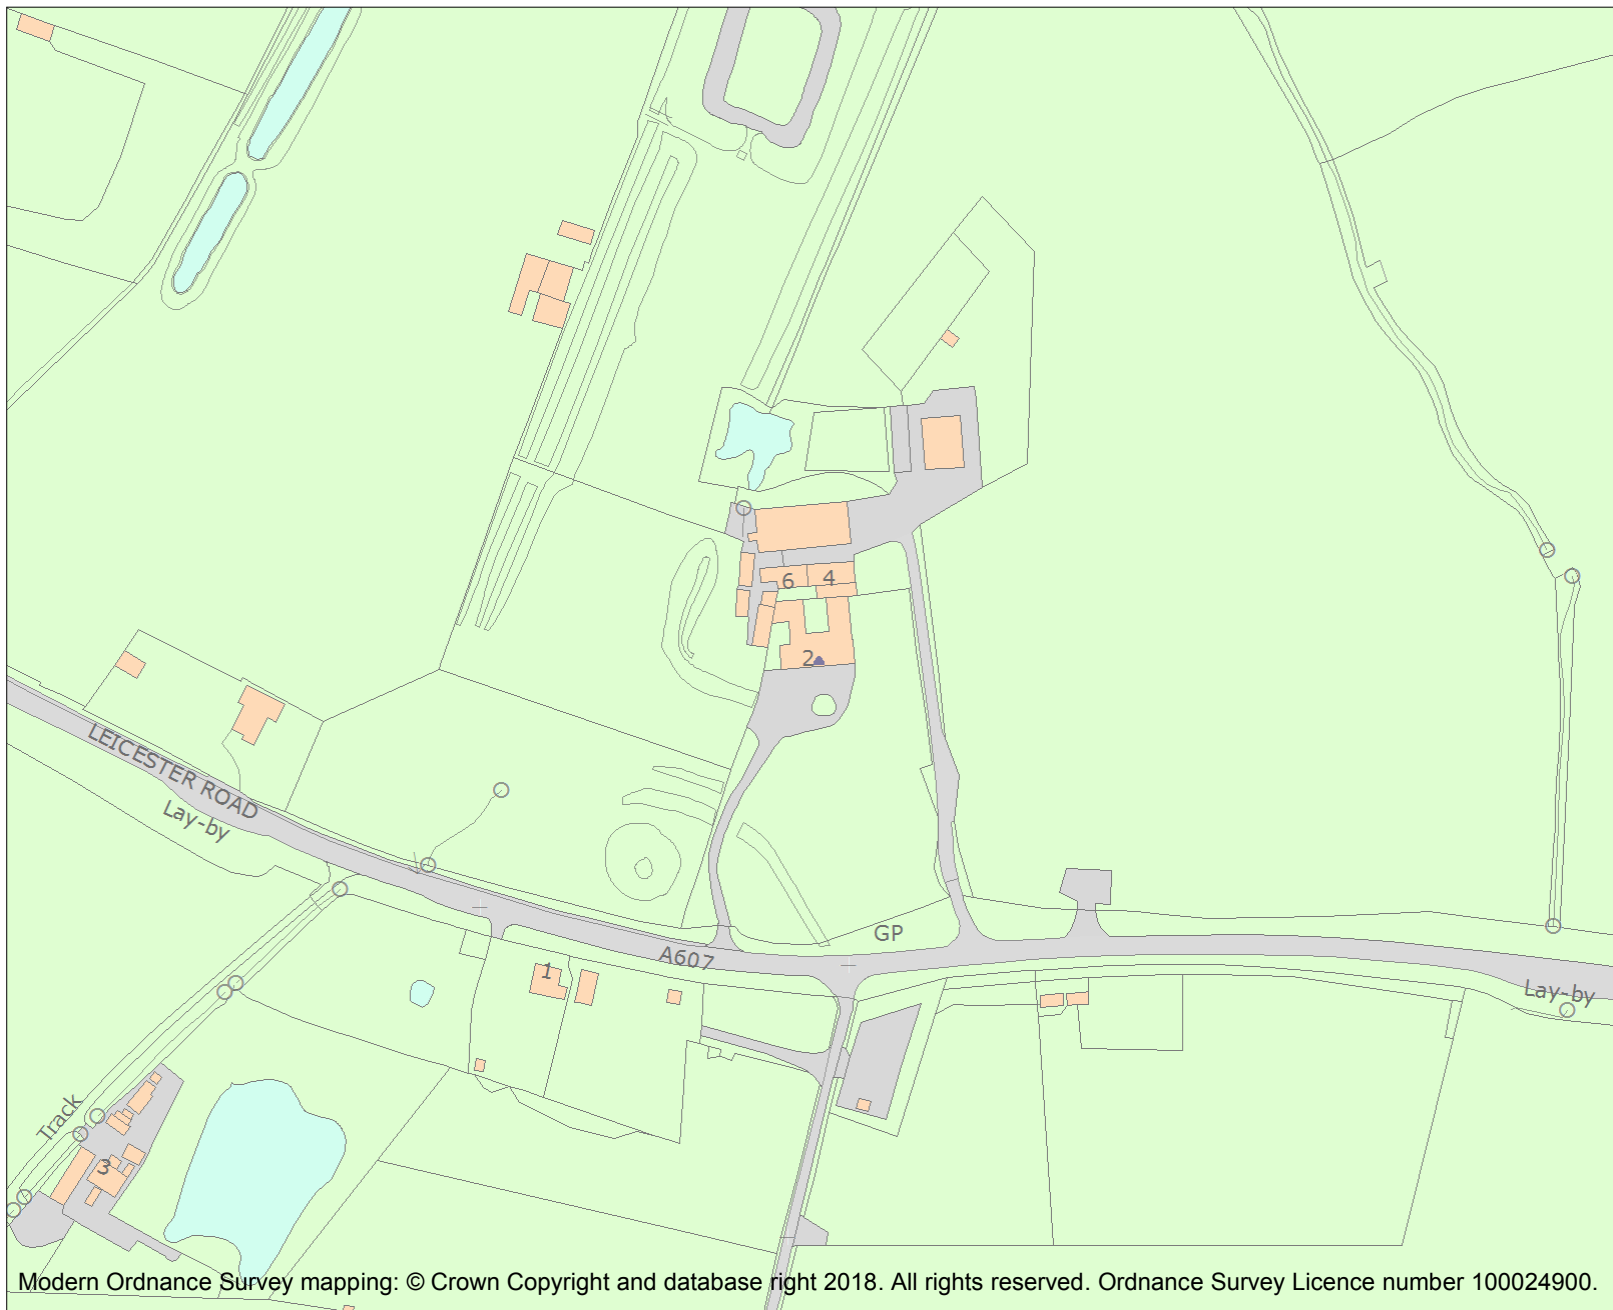 6
4
2
LEICESTER ROAD
Lay-by
GP
A607
1
Lay-by
Track
3
Modern Ordnance Survey mapping: © Crown Copyright and database right 2018. All rights reserved. Ordnance Survey Licence number 100024900.